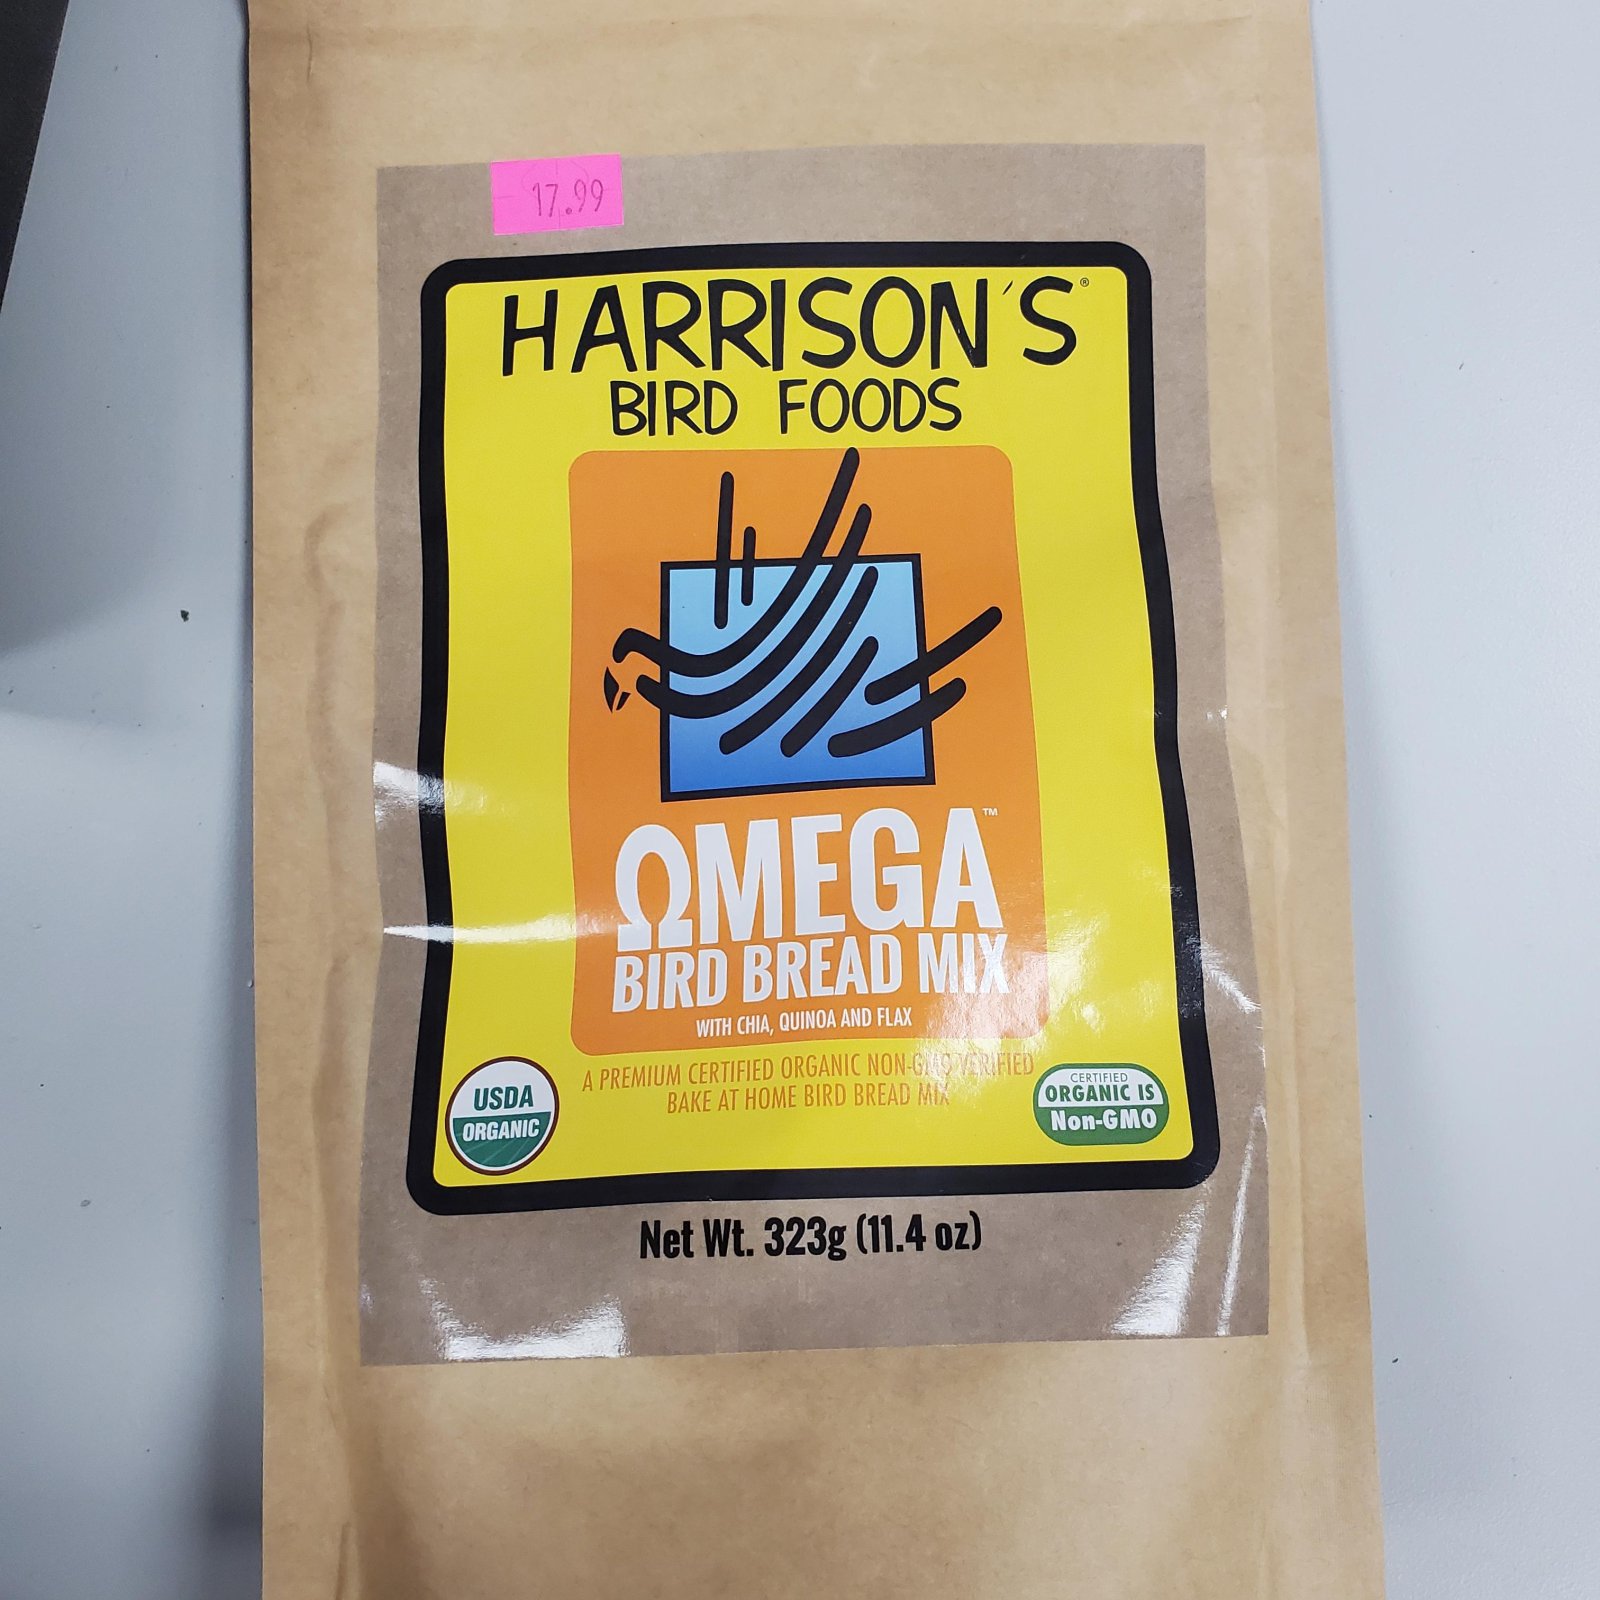 17.99
HARRISON'S®
BIRD FOODS
ΩMEGA™
BIRD BREAD MIX
WITH CHIA, QUINOA AND FLAX
A PREMIUM CERTIFIED ORGANIC NON-GMO VERIFIED
BAKE AT HOME BIRD BREAD MIX
USDA
ORGANIC
CERTIFIED
ORGANIC IS
Non-GMO
Net Wt. 323g (11.4 oz)